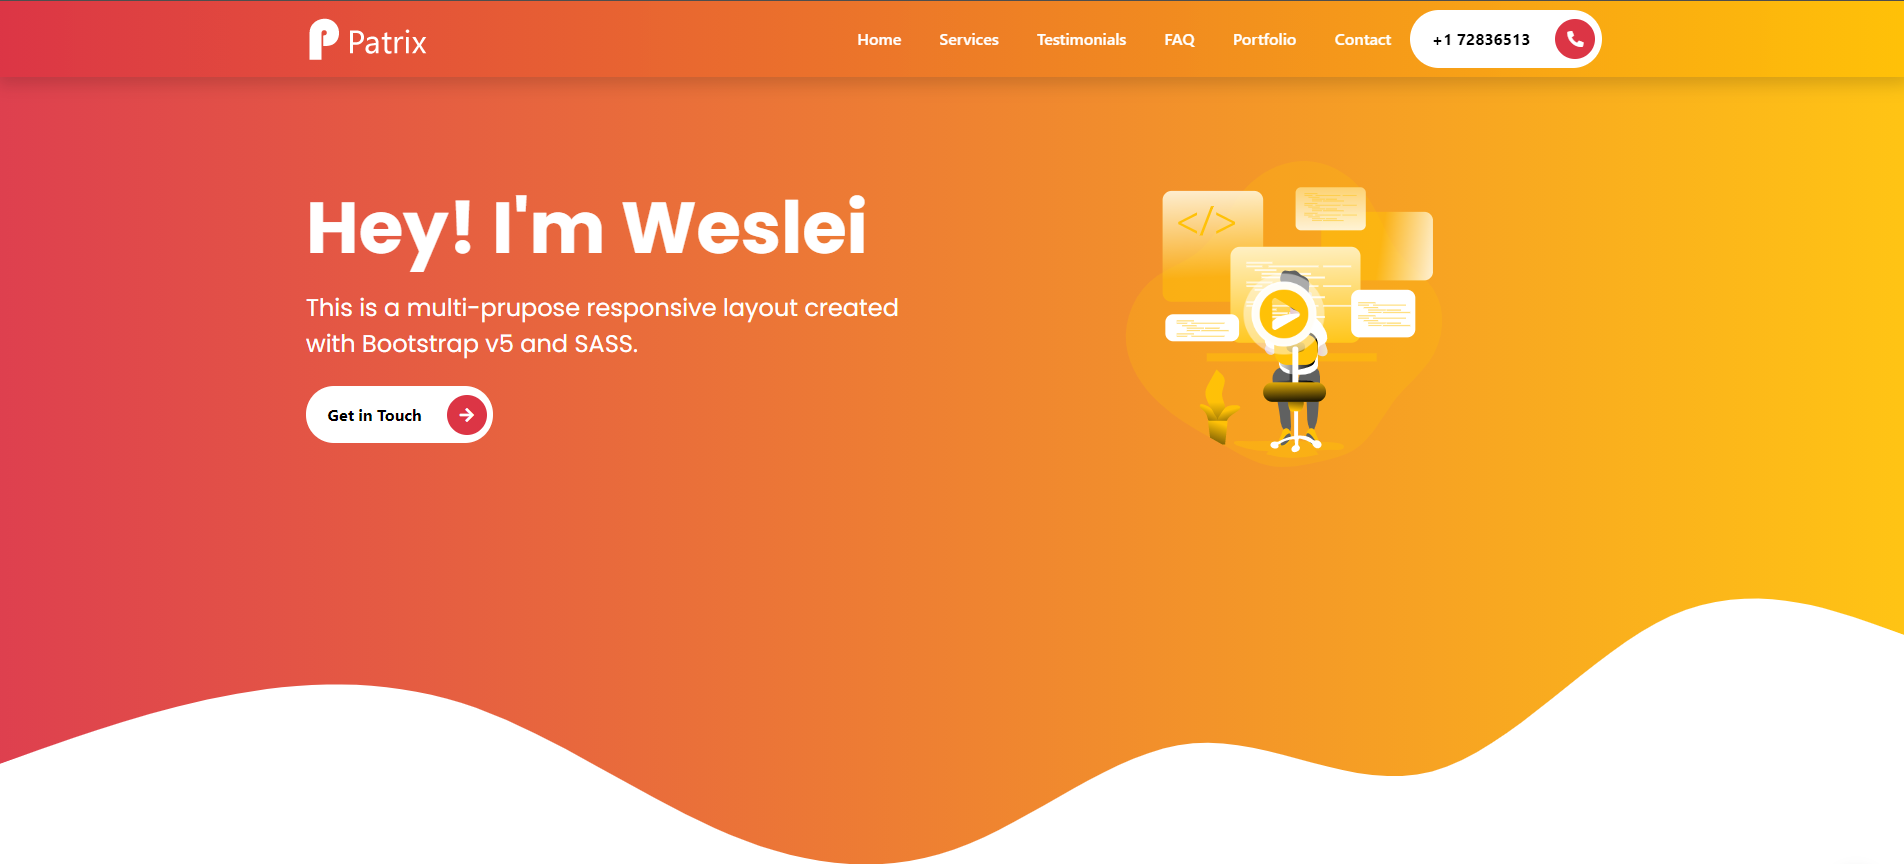 Patrix
Home Services Testimonials FAQ Portfolio Contact +1 72836513
Hey! I'm Weslei
This is a multi-prupose responsive layout created
with Bootstrap v5 and SASS.
Get in Touch
</>